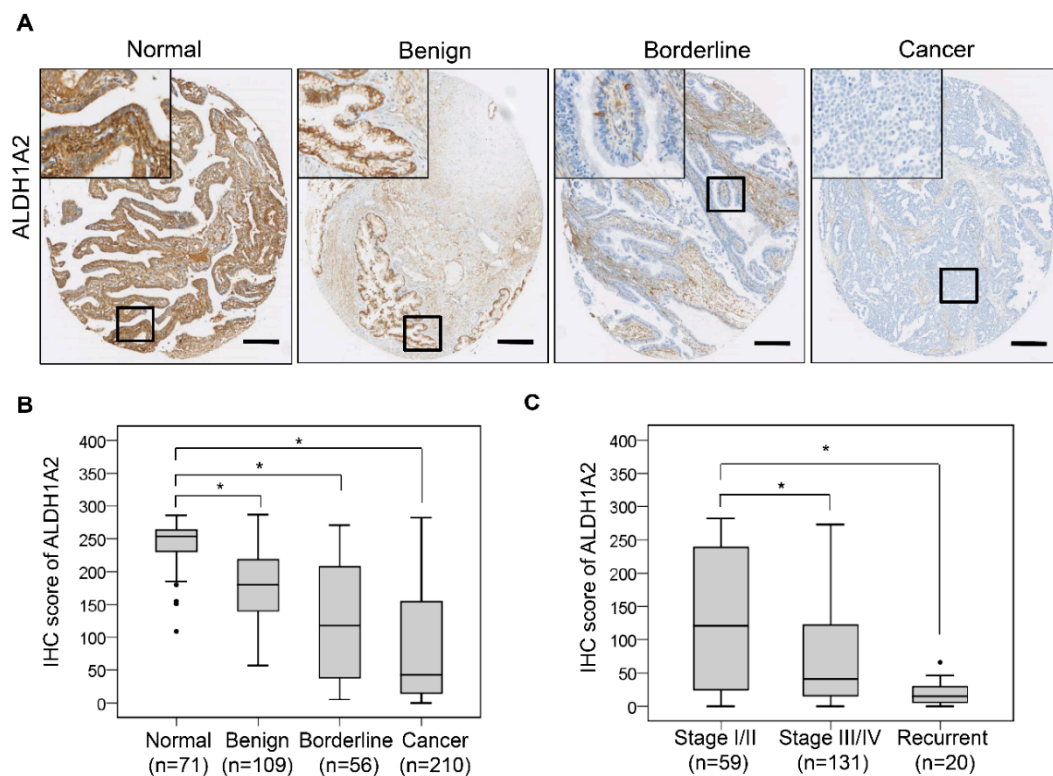 A
Normal
Benign
Borderline
Cancer
ALDH1A2
B
IHC score of ALDH1A2
400
350
300
250
200
150
100
50
0
*
*
*
Normal
(n=71)
Benign
(n=109)
Borderline
(n=56)
Cancer
(n=210)
C
IHC score of ALDH1A2
400
350
300
250
200
150
100
50
0
*
*
Stage I/II
(n=59)
Stage III/IV
(n=131)
Recurrent
(n=20)